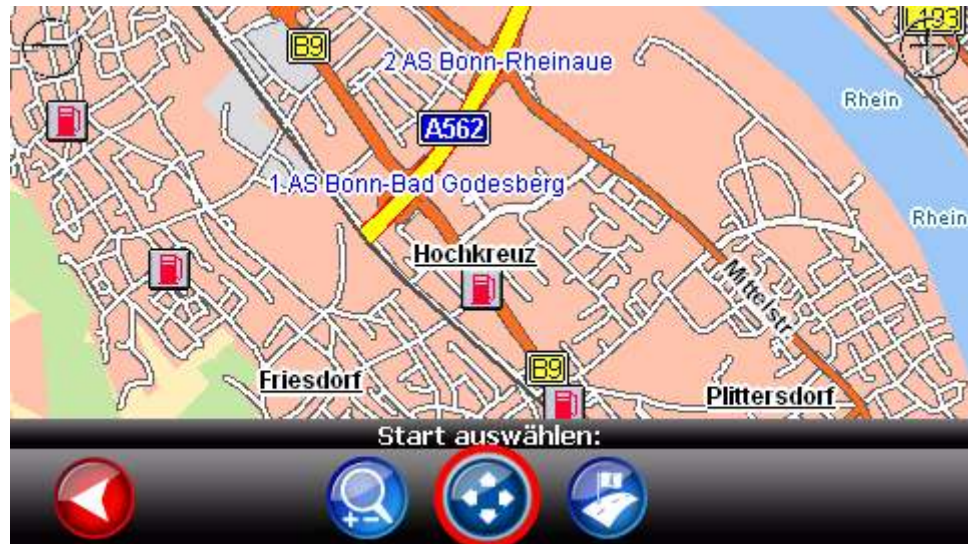 L193
B9
2 AS Bonn-Rheinaue
Rhein
A562
1 AS Bonn-Bad Godesberg
Rhein
Hochkreuz
Mittelstr
B9
Friesdorf
Plittersdorf
Start auswählen: